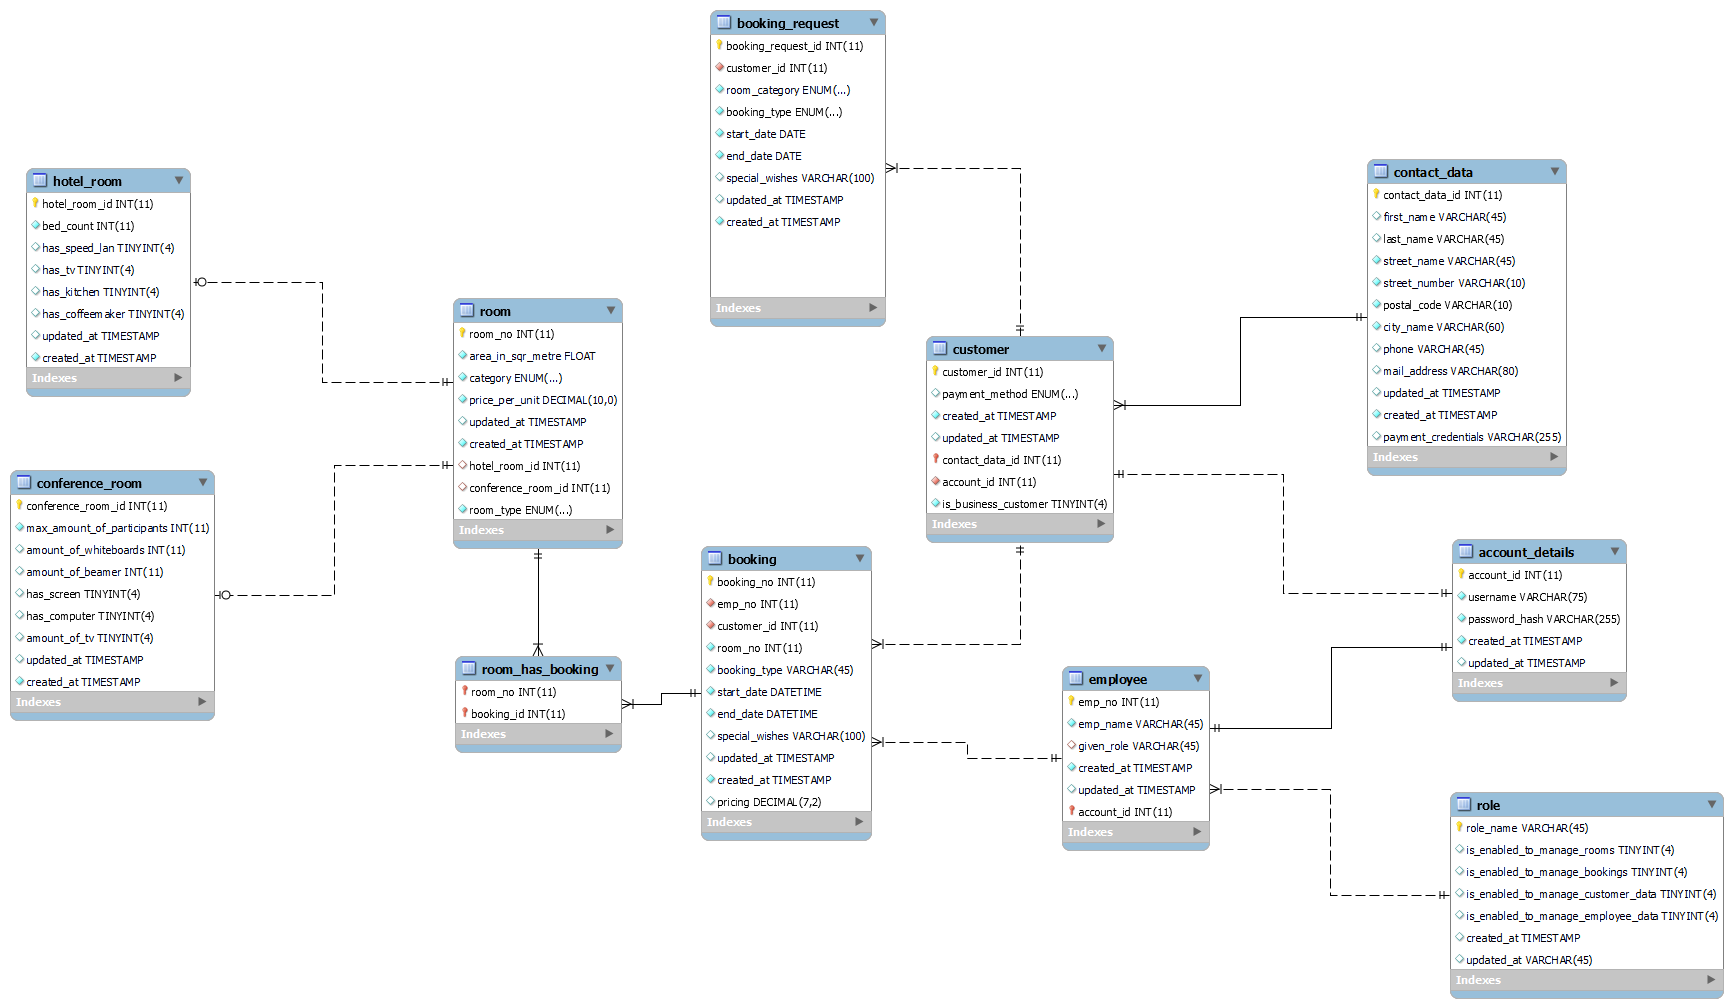 booking_request
booking_request_id INT(11)
customer_id INT(11)
room_category ENUM(...)
booking_type ENUM(...)
start_date DATE
end_date DATE
special_wishes VARCHAR(100)
updated_at TIMESTAMP
created_at TIMESTAMP
Indexes
hotel_room
hotel_room_id INT(11)
bed_count INT(11)
has_speed_lan TINYINT(4)
has_tv TINYINT(4)
has_kitchen TINYINT(4)
has_coffeemaker TINYINT(4)
updated_at TIMESTAMP
created_at TIMESTAMP
Indexes
contact_data
contact_data_id INT(11)
first_name VARCHAR(45)
last_name VARCHAR(45)
street_name VARCHAR(45)
street_number VARCHAR(10)
postal_code VARCHAR(10)
city_name VARCHAR(60)
phone VARCHAR(45)
mail_address VARCHAR(80)
updated_at TIMESTAMP
created_at TIMESTAMP
payment_credentials VARCHAR(255)
Indexes
room
room_no INT(11)
area_in_sqr_metre FLOAT
category ENUM(...)
price_per_unit DECIMAL(10,0)
updated_at TIMESTAMP
created_at TIMESTAMP
hotel_room_id INT(11)
conference_room_id INT(11)
room_type ENUM(...)
Indexes
customer
customer_id INT(11)
payment_method ENUM(...)
created_at TIMESTAMP
updated_at TIMESTAMP
contact_data_id INT(11)
account_id INT(11)
is_business_customer TINYINT(4)
Indexes
conference_room
conference_room_id INT(11)
max_amount_of_participants INT(11)
amount_of_whiteboards INT(11)
amount_of_beamer INT(11)
has_screen TINYINT(4)
has_computer TINYINT(4)
amount_of_tv TINYINT(4)
updated_at TIMESTAMP
created_at TIMESTAMP
Indexes
booking
booking_no INT(11)
emp_no INT(11)
customer_id INT(11)
room_no INT(11)
booking_type VARCHAR(45)
start_date DATETIME
end_date DATETIME
special_wishes VARCHAR(100)
updated_at TIMESTAMP
created_at TIMESTAMP
pricing DECIMAL(7,2)
Indexes
account_details
account_id INT(11)
username VARCHAR(75)
password_hash VARCHAR(255)
created_at TIMESTAMP
updated_at TIMESTAMP
Indexes
room_has_booking
room_no INT(11)
booking_id INT(11)
Indexes
employee
emp_no INT(11)
emp_name VARCHAR(45)
given_role VARCHAR(45)
created_at TIMESTAMP
updated_at TIMESTAMP
account_id INT(11)
Indexes
role
role_name VARCHAR(45)
is_enabled_to_manage_rooms TINYINT(4)
is_enabled_to_manage_bookings TINYINT(4)
is_enabled_to_manage_customer_data TINYINT(4)
is_enabled_to_manage_employee_data TINYINT(4)
created_at TIMESTAMP
updated_at VARCHAR(45)
Indexes